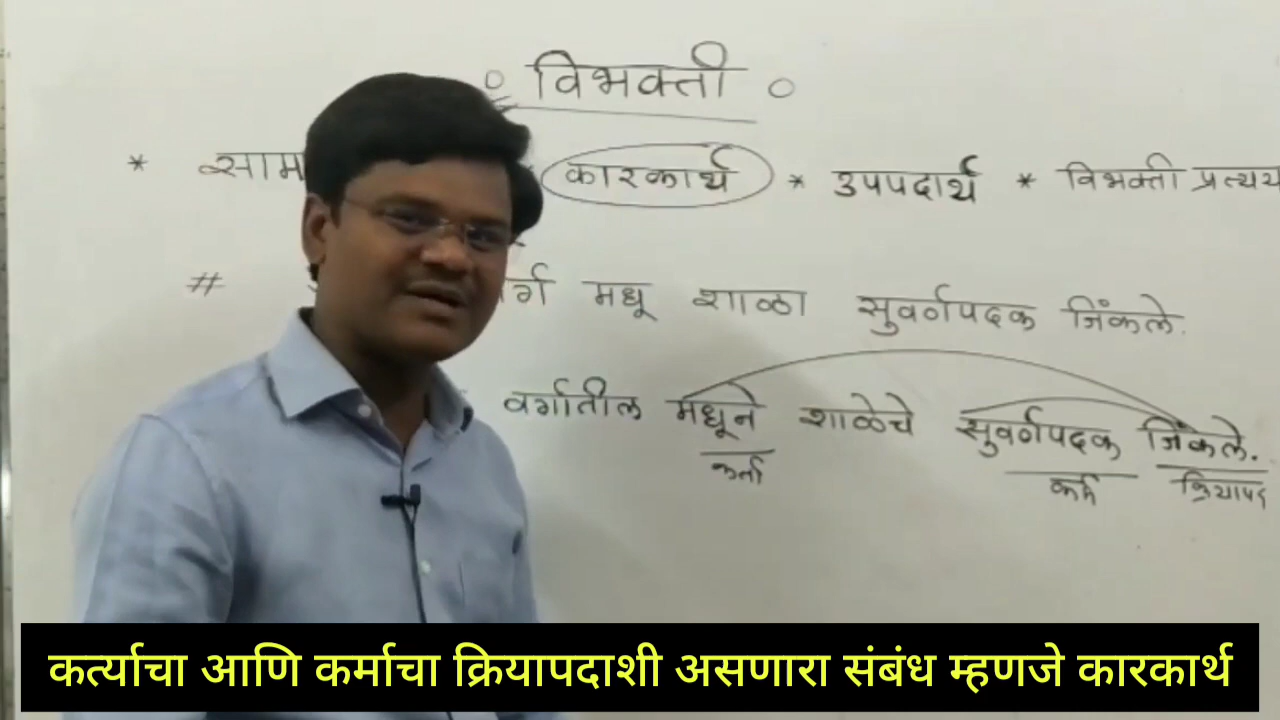 विभक्ती
* साम कारकार्थ * उपपदार्थ * विभक्ती प्रत्यय
# र्ग मधू शाळा सुवर्णपदक जिंकले.
वर्गातील मधूने शाळेचे सुवर्णपदक जिंकले.
कर्ता कर्म क्रियापद
कर्त्याचा आणि कर्माचा क्रियापदाशी असणारा संबंध म्हणजे कारकार्थ